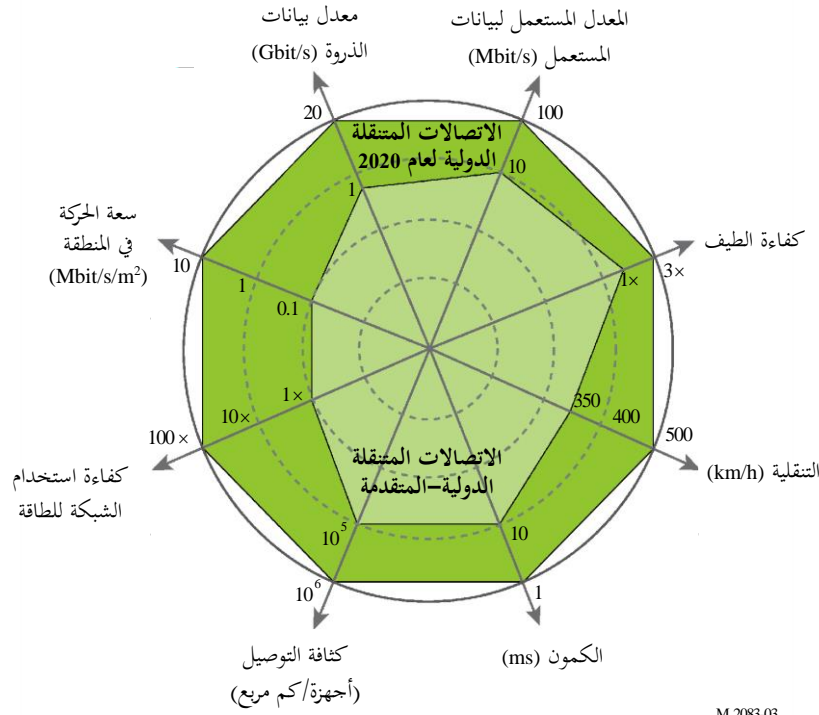 المعدل المستعمل لبيانات
المستعمل (Mbit/s)
معدل بيانات
الذروة (Gbit/s)
100
20
الاتصالات المتنقلة
الدولية لعام 2020
10
1
كفاءة الطيف
3×
1×
سعة الحركة
في المنطقة
(Mbit/s/m²)
10
1
0.1
350
400
500
التنقلية (km/h)
1×
10×
100×
كفاءة استخدام
الشبكة للطاقة
الاتصالات المتنقلة
الدولية–المتقدمة
10
1
10⁵
10⁶
الكمون (ms)
كثافة التوصيل
(أجهزة/كم مربع)
M.2083.03